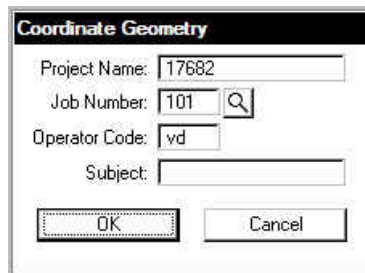 Coordinate Geometry
Project Name: 17682
Job Number: 101
Operator Code: vd
Subject:
OK Cancel